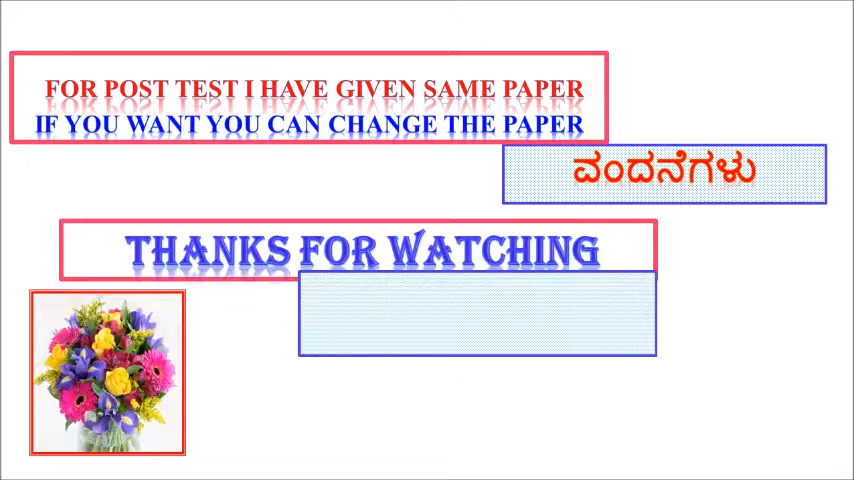 FOR POST TEST I HAVE GIVEN SAME PAPER
IF YOU WANT YOU CAN CHANGE THE PAPER
ವಂದನೆಗಳು
THANKS FOR WATCHING